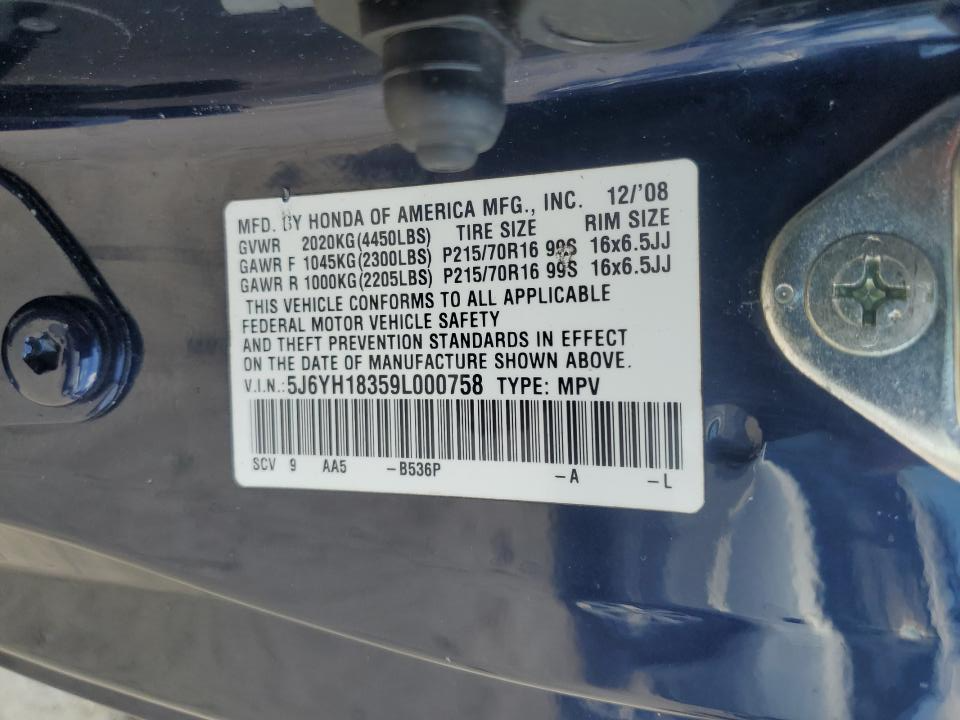 MFD. BY HONDA OF AMERICA MFG., INC. 12/'08
GVWR 2020KG(4450LBS) TIRE SIZE RIM SIZE
GAWR F 1045KG(2300LBS) P215/70R16 99S 16x6.5JJ
GAWR R 1000KG(2205LBS) P215/70R16 99S 16x6.5JJ
THIS VEHICLE CONFORMS TO ALL APPLICABLE
FEDERAL MOTOR VEHICLE SAFETY
AND THEFT PREVENTION STANDARDS IN EFFECT
ON THE DATE OF MANUFACTURE SHOWN ABOVE.
V.I.N.:5J6YH18359L000758 TYPE: MPV
SCV 9 AA5 -B536P -A -L